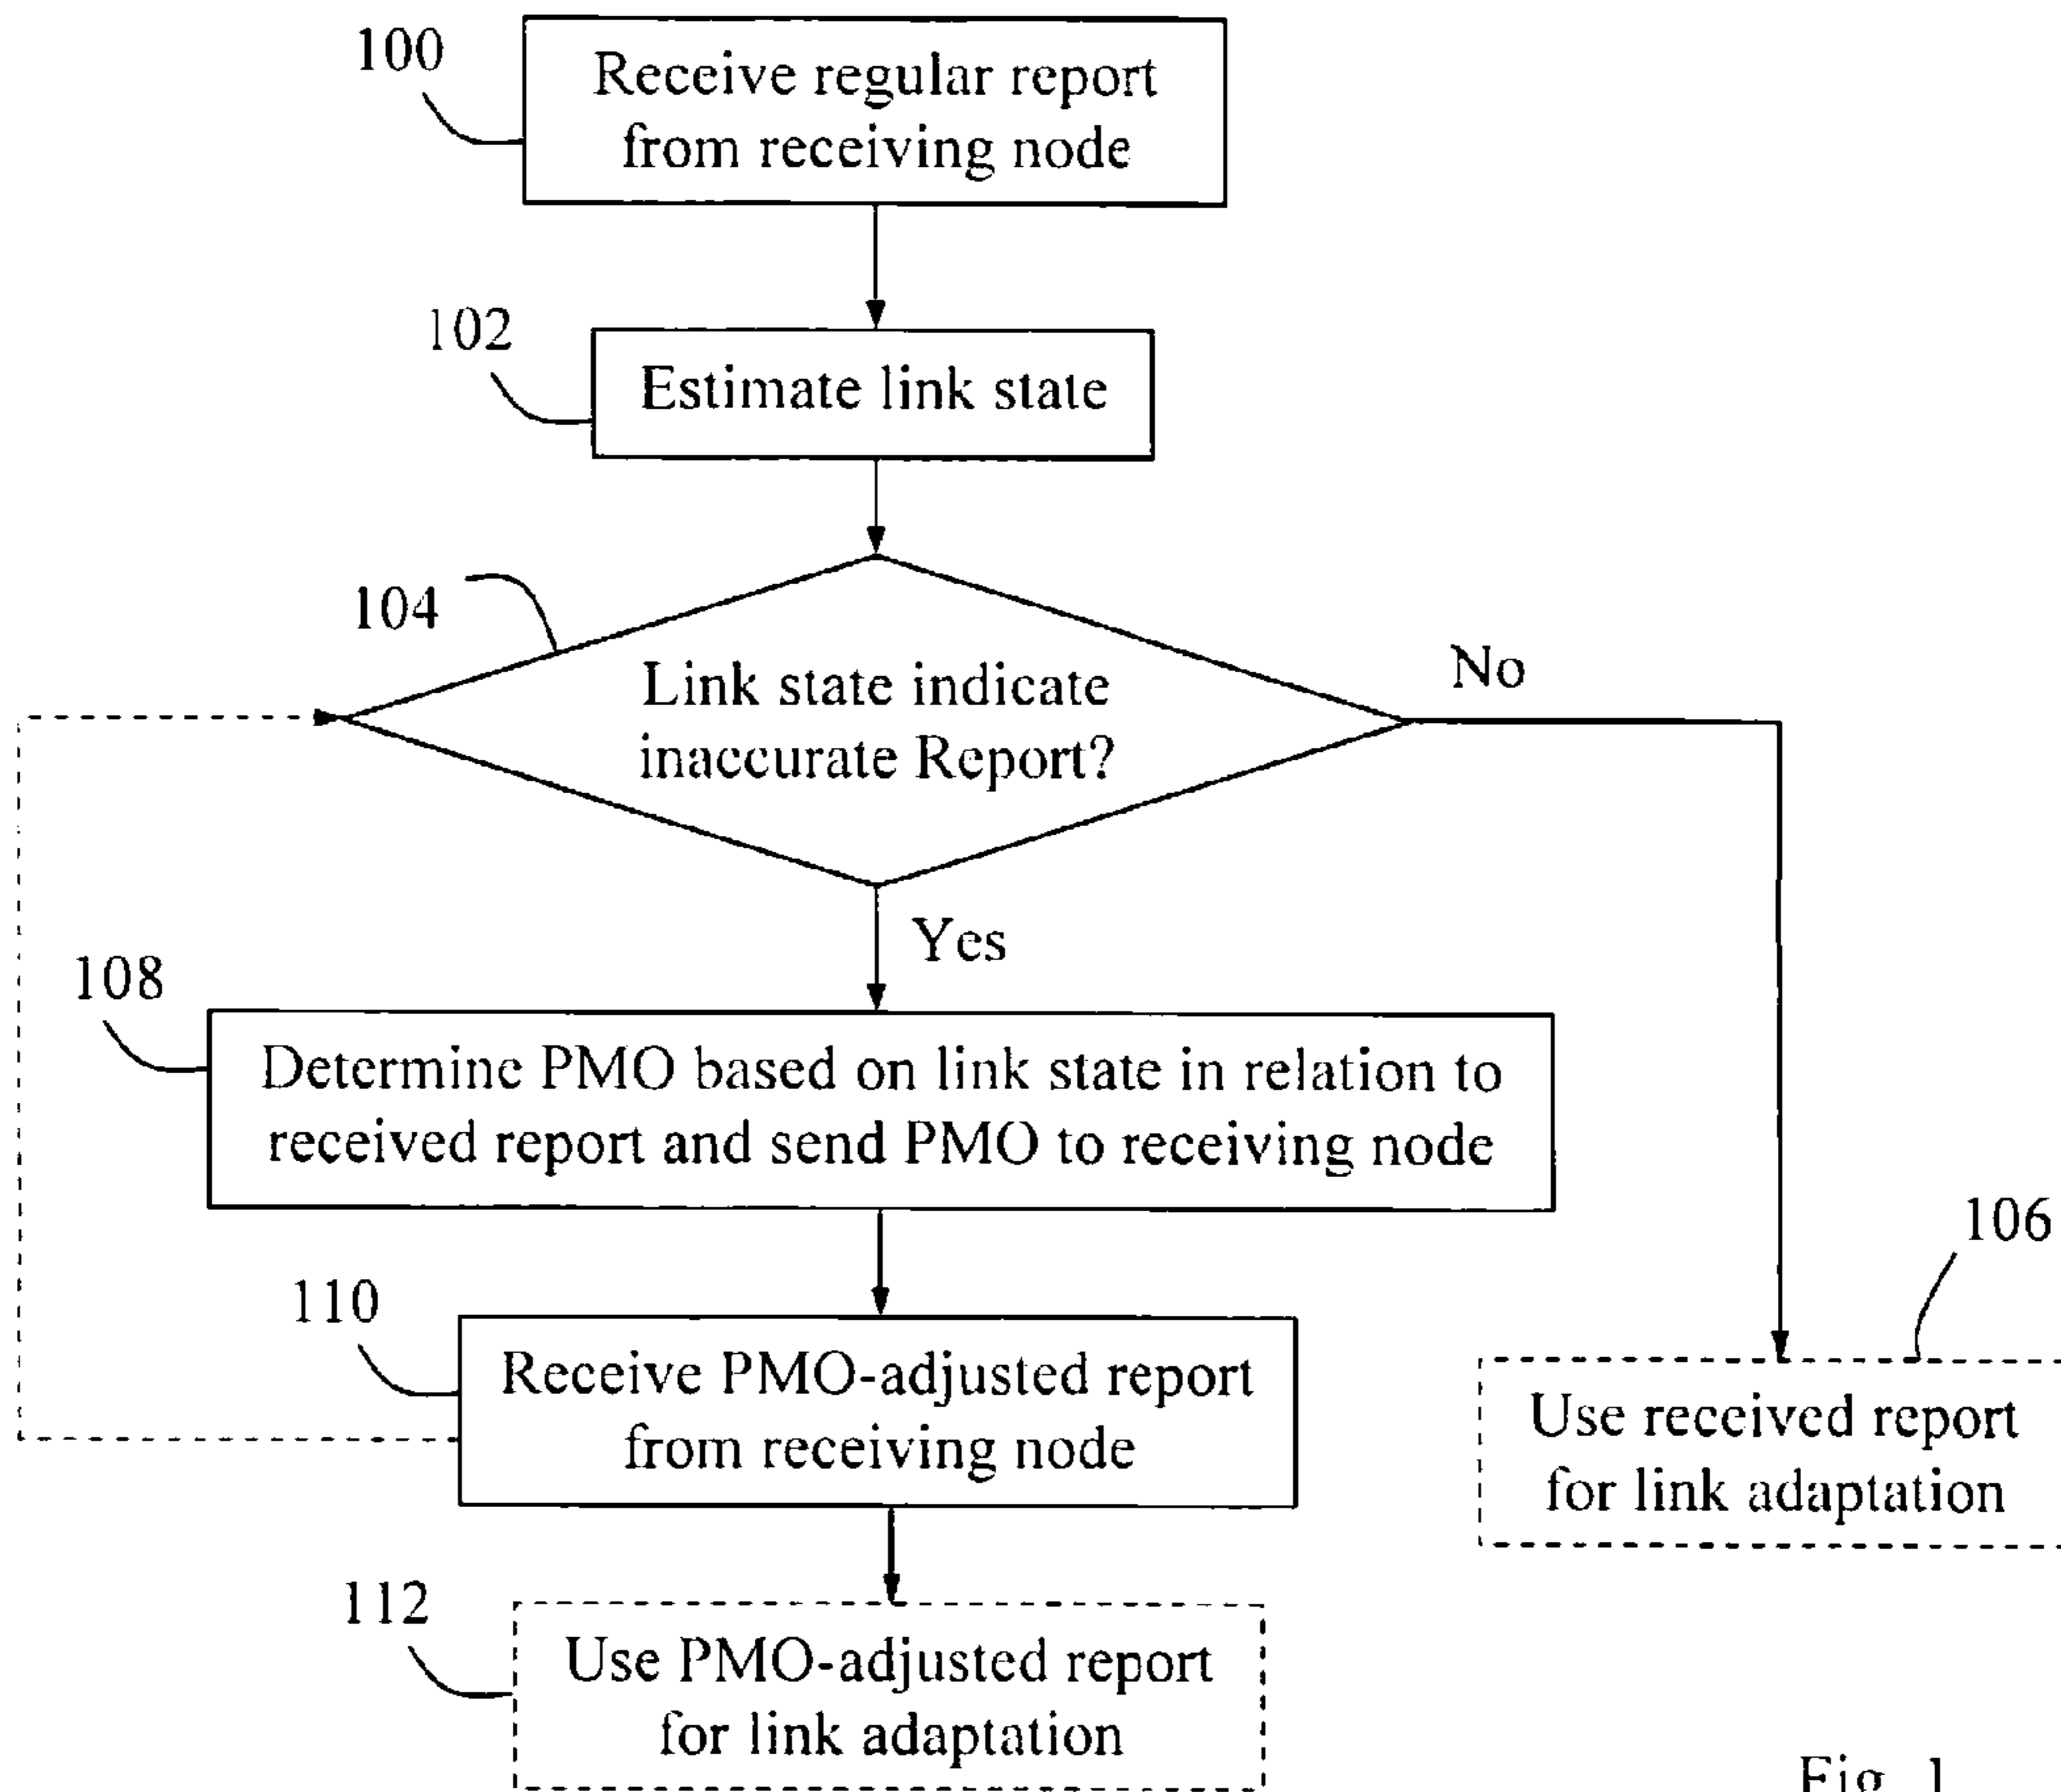 100
Receive regular report
from receiving node
102
Estimate link state
104
Link state indicate
inaccurate Report?
No
Yes
108
Determine PMO based on link state in relation to
received report and send PMO to receiving node
106
110
Receive PMO-adjusted report
from receiving node
Use received report
for link adaptation
112
Use PMO-adjusted report
for link adaptation
Fig. 1